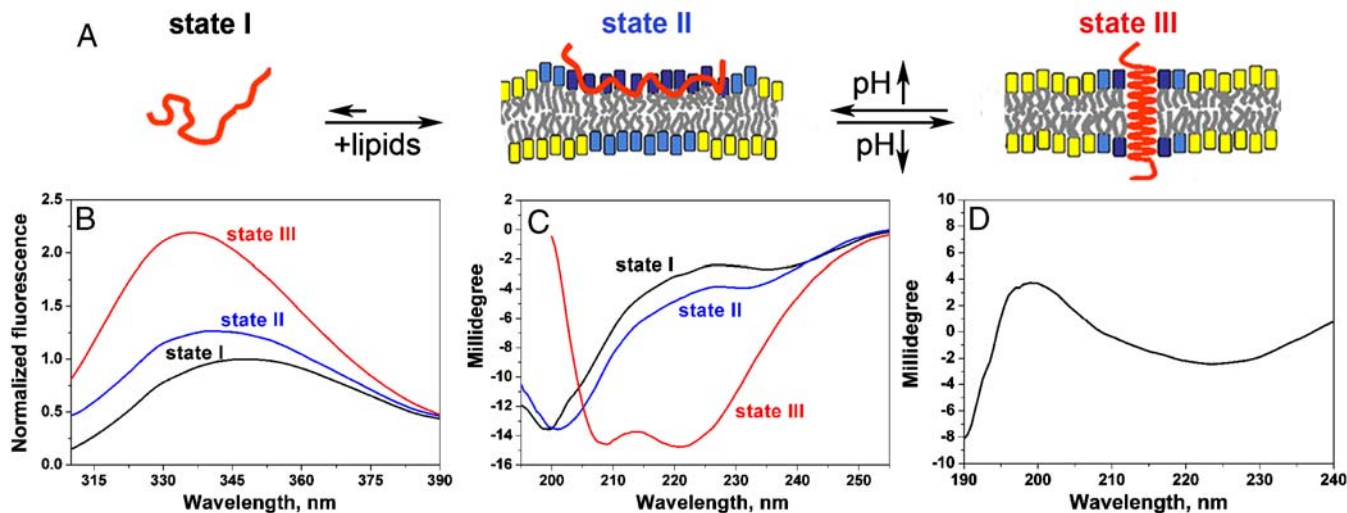 A
state I
state II
state III
+lipids
pH
pH
B
Normalized fluorescence
2.5
2.0
1.5
1.0
0.5
0.0
state III
state II
state I
315 330 345 360 375 390
Wavelength, nm
C
Millidegree
2
0
-2
-4
-6
-8
-10
-12
-14
-16
state I
state II
state III
200 210 220 230 240 250
Wavelength, nm
D
Millidegree
10
8
6
4
2
0
-2
-4
-6
-8
-10
190 200 210 220 230 240
Wavelength, nm